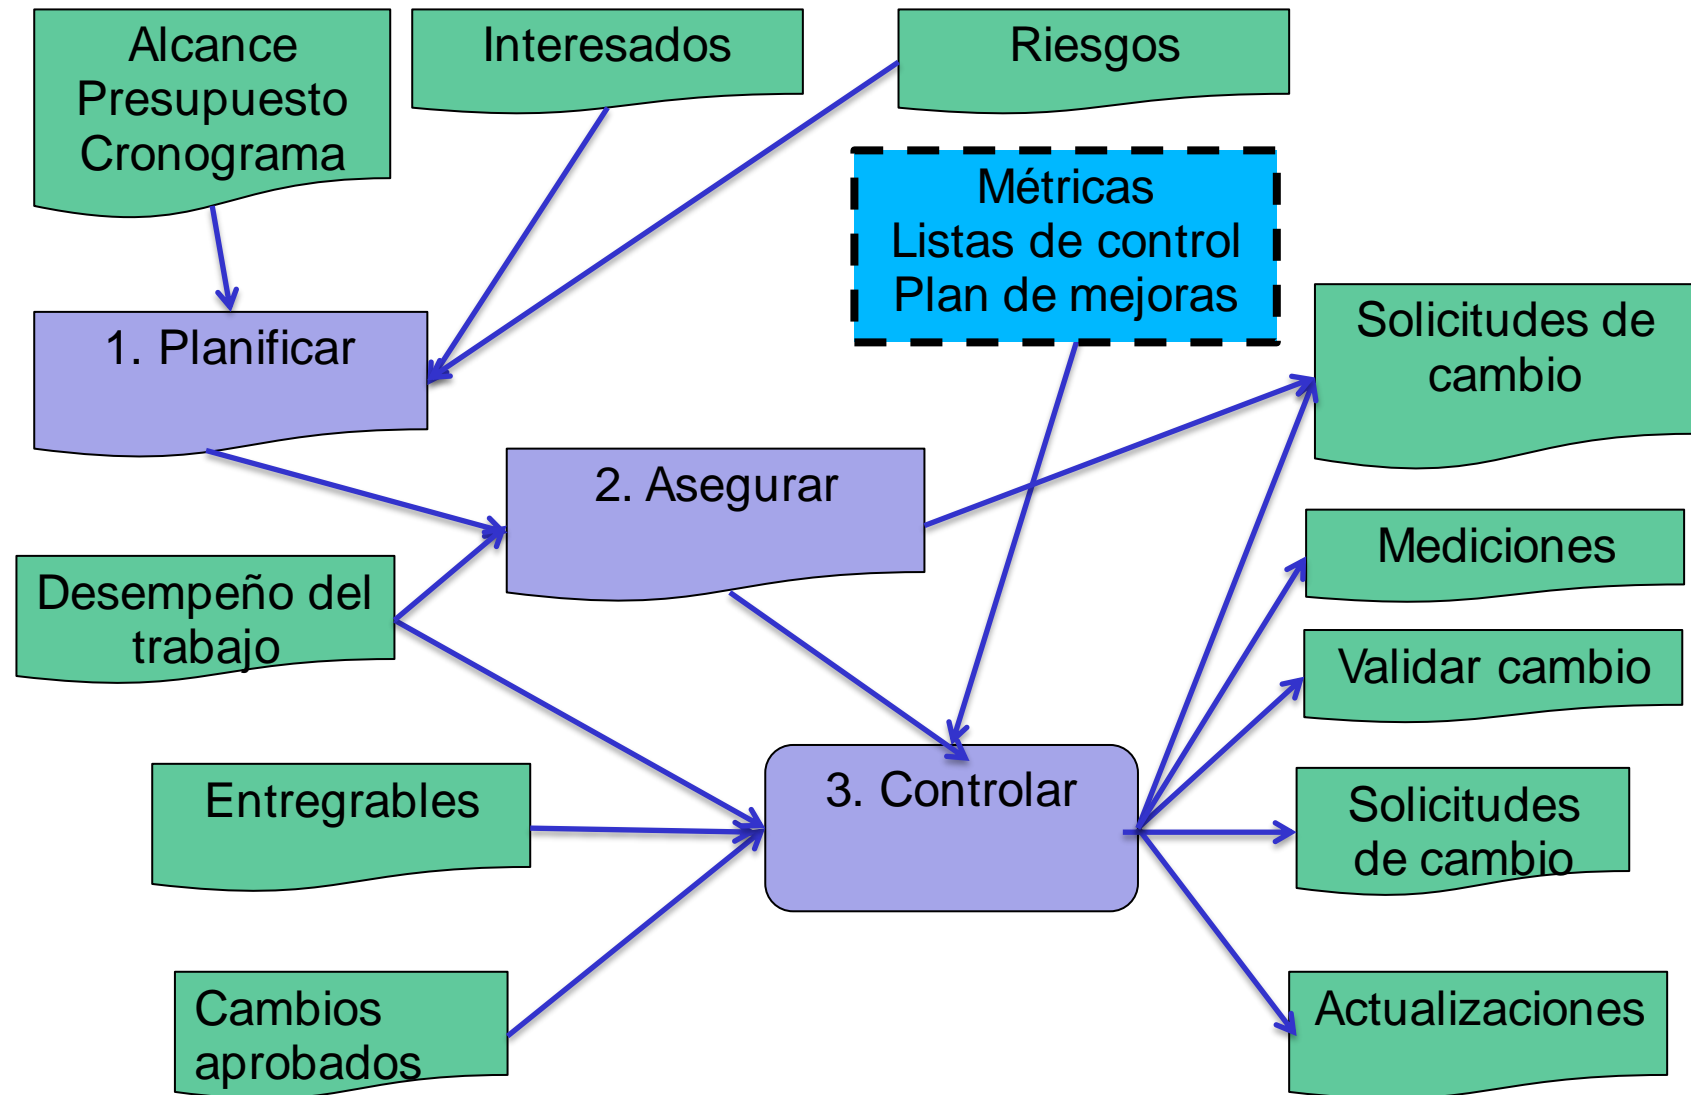 Alcance
Presupuesto
Cronograma
Interesados
Riesgos
Métricas
Listas de control
Plan de mejoras
Solicitudes de
cambio
1. Planificar
2. Asegurar
Mediciones
Desempeño del
trabajo
Validar cambio
3. Controlar
Entregrables
Solicitudes
de cambio
Cambios
aprobados
Actualizaciones